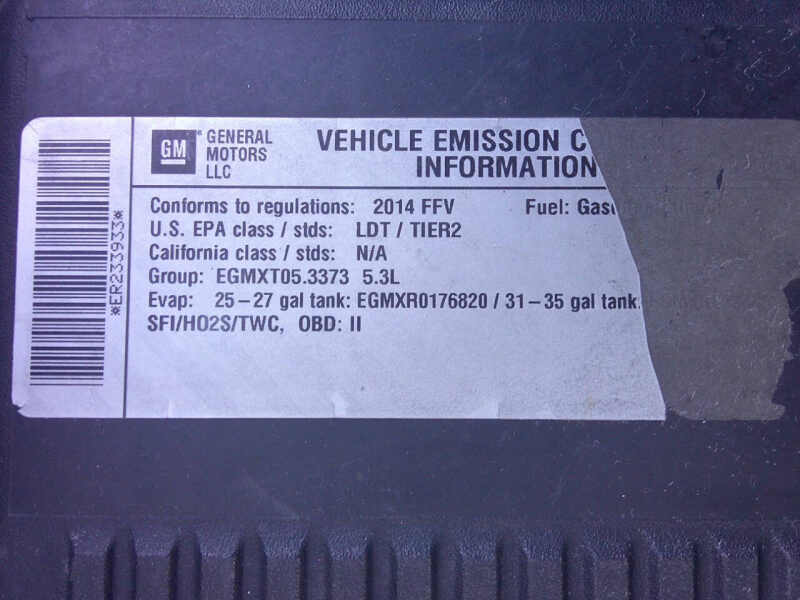 *ER233933*
GM
GENERAL
MOTORS
LLC
VEHICLE EMISSION C
INFORMATION
Conforms to regulations: 2014 FFV Fuel: Gaso
U.S. EPA class / stds: LDT / TIER2
California class / stds: N/A
Group: EGMXT05.3373 5.3L
Evap: 25-27 gal tank: EGMXR0176820 / 31-35 gal tank:
SFI/HO2S/TWC, OBD: II